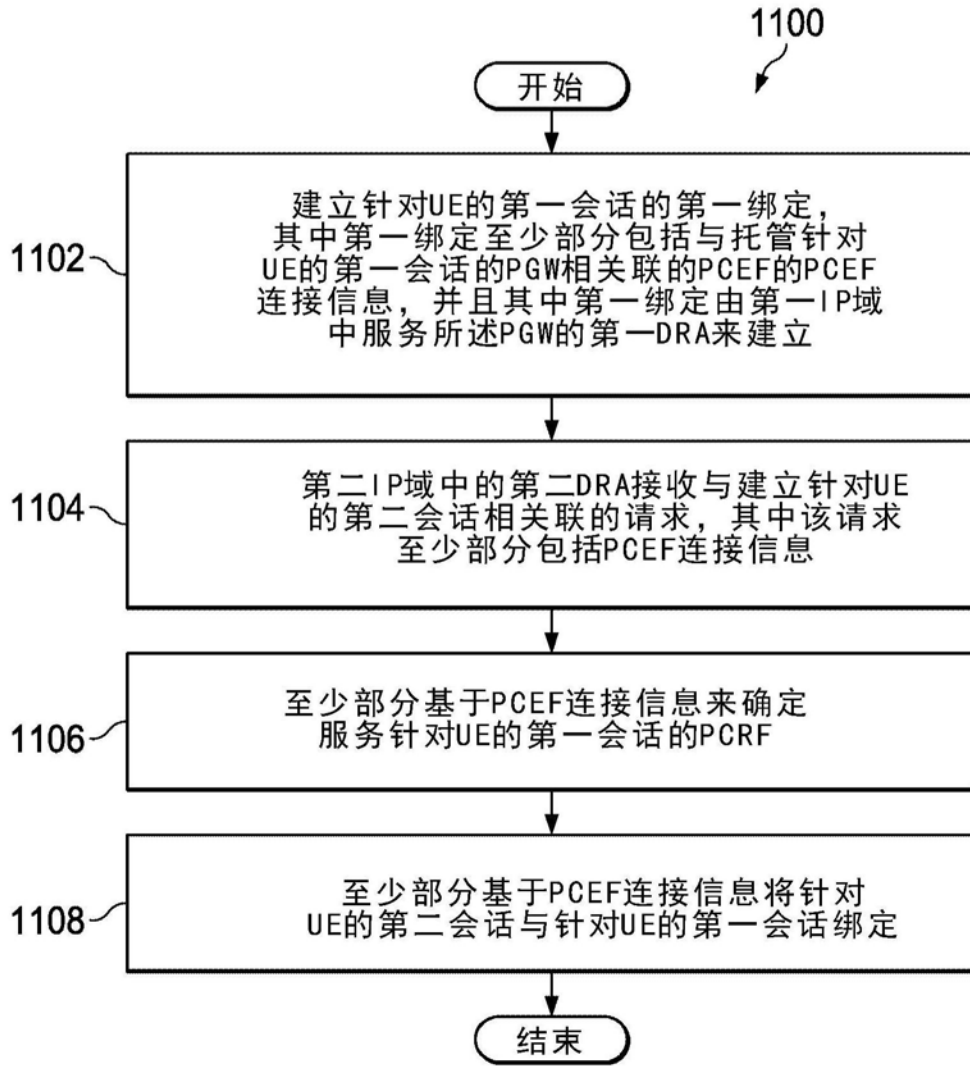 1100
开始
1102
建立针对UE的第一会话的第一绑定，
其中第一绑定至少部分包括与托管针对
UE的第一会话的PGW相关联的PCEF的PCEF
连接信息，并且其中第一绑定由第一IP域
中服务所述PGW的第一DRA来建立
1104
第二IP域中的第二DRA接收与建立针对UE
的第二会话相关联的请求，其中该请求
至少部分包括PCEF连接信息
1106
至少部分基于PCEF连接信息来确定
服务针对UE的第一会话的PCRF
1108
至少部分基于PCEF连接信息将针对
UE的第二会话与针对UE的第一会话绑定
结束